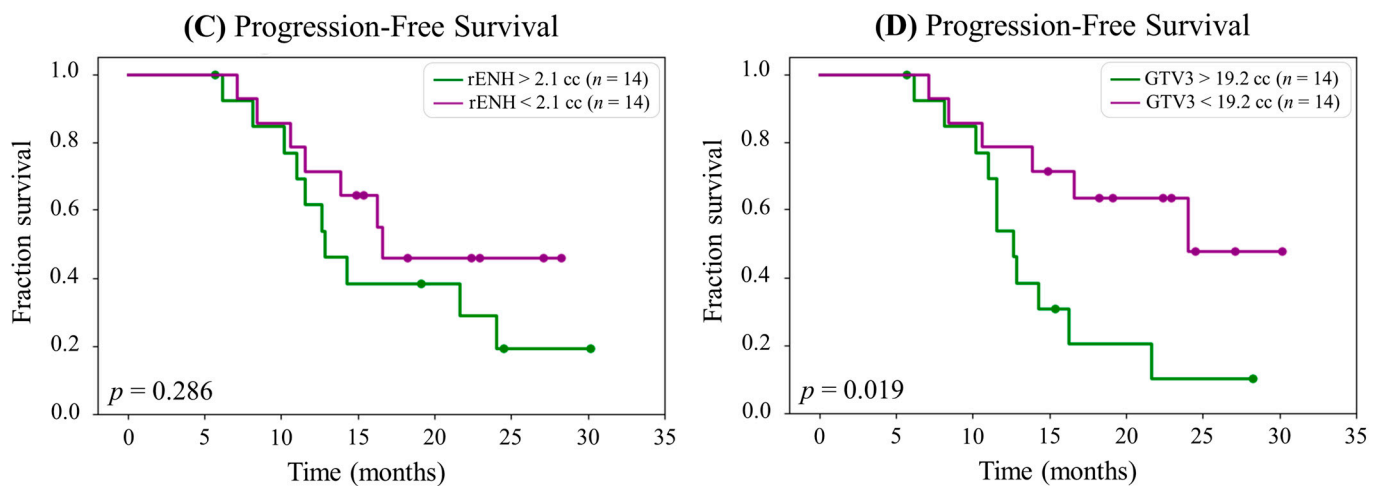 (C) Progression-Free Survival
1.0
0.8
0.6
0.4
0.2
0.0
Fraction survival
rENH > 2.1 cc (n = 14)
rENH < 2.1 cc (n = 14)
p = 0.286
0 5 10 15 20 25 30 35
Time (months)
(D) Progression-Free Survival
1.0
0.8
0.6
0.4
0.2
0.0
Fraction survival
GTV3 > 19.2 cc (n = 14)
GTV3 < 19.2 cc (n = 14)
p = 0.019
0 5 10 15 20 25 30 35
Time (months)